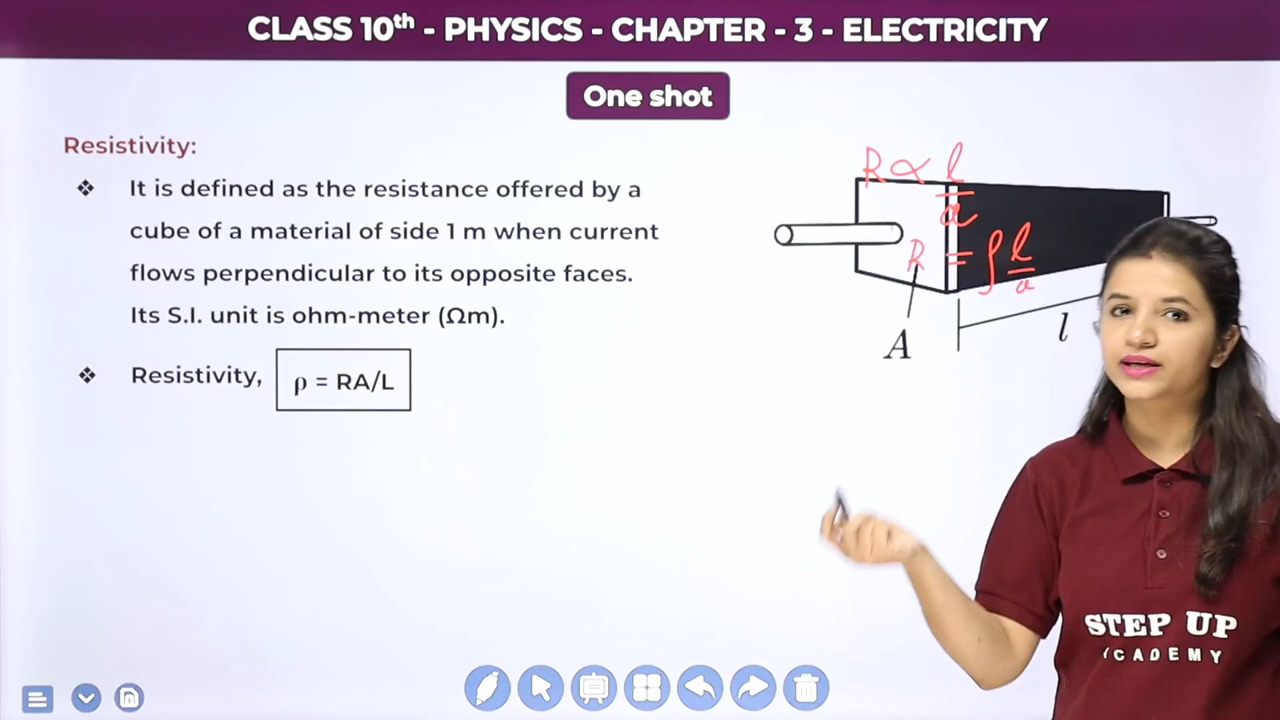 CLASS 10th - PHYSICS - CHAPTER - 3 - ELECTRICITY
One shot
Resistivity:
❖ It is defined as the resistance offered by a
cube of a material of side 1 m when current
flows perpendicular to its opposite faces.
Its S.I. unit is ohm-meter (Ωm).
❖ Resistivity, ρ = RA/L
R ∝ l/a
R = ρ l/a
A
l
STEP UP
ACADEMY